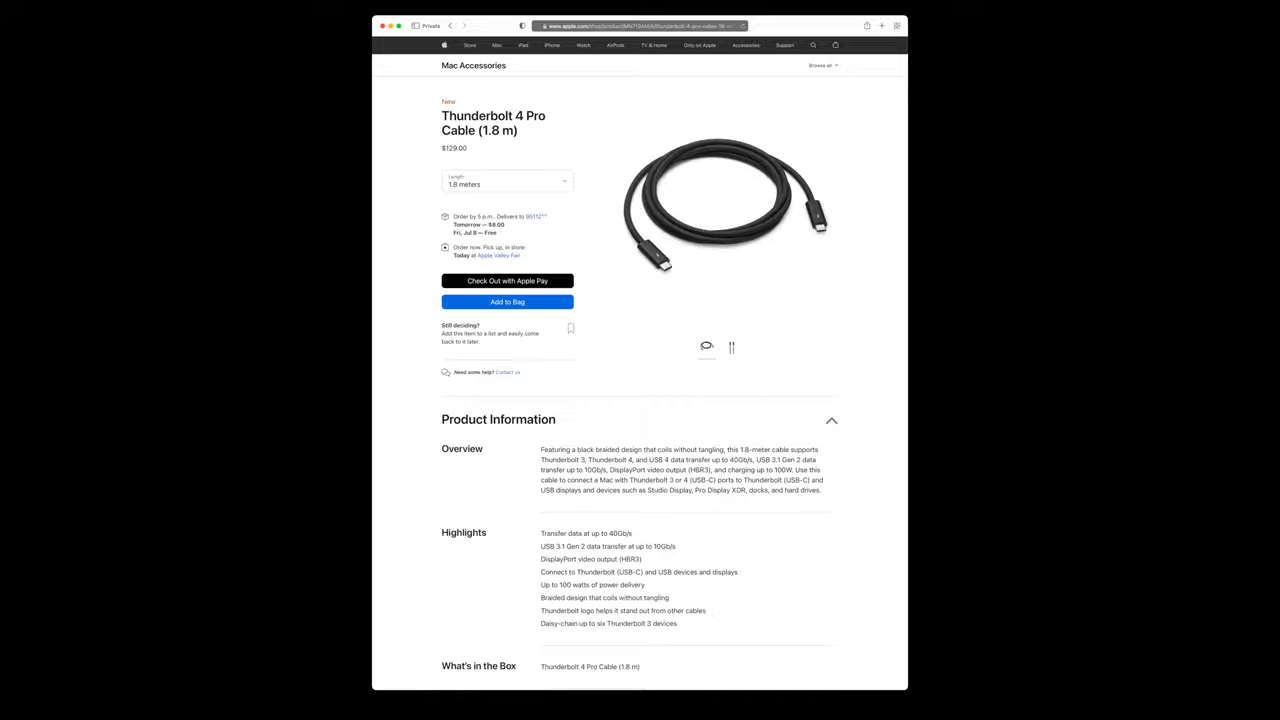 Private
Store Mac iPad iPhone Watch AirPods TV & Home Only on Apple Accessories Support
Mac Accessories
Browse all
New
Thunderbolt 4 Pro
Cable (1.8 m)
$129.00
Length
1.8 meters
Order by 5 p.m. Delivers to
Tomorrow — $8.00
Fri, Jul 8 — Free
Order now. Pick up, in store:
Today at Apple Valley Fair
Check Out with Apple Pay
Add to Bag
Still deciding?
Add this item to a list and easily come
back to it later.
Need some help? Contact us
Product Information
Overview
Featuring a black braided design that coils without tangling, this 1.8-meter cable supports
Thunderbolt 3, Thunderbolt 4, and USB 4 data transfer up to 40Gb/s, USB 3.1 Gen 2 data
transfer up to 10Gb/s, DisplayPort video output (HBR3), and charging up to 100W. Use this
cable to connect a Mac with Thunderbolt 3 or 4 (USB-C) ports to Thunderbolt (USB-C) and
USB displays and devices such as Studio Display, Pro Display XDR, docks, and hard drives.
Highlights
Transfer data at up to 40Gb/s
USB 3.1 Gen 2 data transfer at up to 10Gb/s
DisplayPort video output (HBR3)
Connect to Thunderbolt (USB-C) and USB devices and displays
Up to 100 watts of power delivery
Braided design that coils without tangling
Thunderbolt logo helps it stand out from other cables
Daisy-chain up to six Thunderbolt 3 devices
What's in the Box
Thunderbolt 4 Pro Cable (1.8 m)